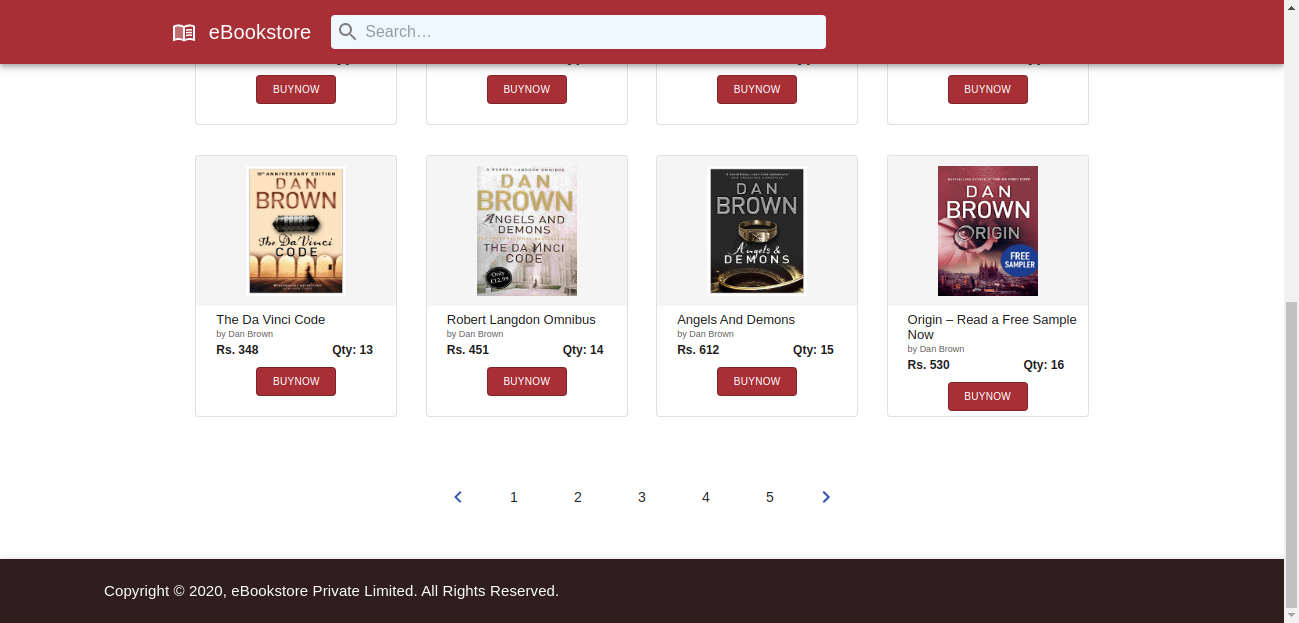 eBookstore
Search…
BUYNOW
BUYNOW
BUYNOW
BUYNOW
10th ANNIVERSARY EDITION
DAN
BROWN
The Da Vinci
CODE
A ROBERT LANGDON OMNIBUS
DAN
BROWN
ANGELS AND
DEMONS
THE DA VINCI
CODE
Only
£12.99
DAN
BROWN
Angels &
DEMONS
DAN
BROWN
ORIGIN
FREE
SAMPLER
The Da Vinci Code
by Dan Brown
Rs. 348 Qty: 13
BUYNOW
Robert Langdon Omnibus
by Dan Brown
Rs. 451 Qty: 14
BUYNOW
Angels And Demons
by Dan Brown
Rs. 612 Qty: 15
BUYNOW
Origin – Read a Free Sample
Now
by Dan Brown
Rs. 530 Qty: 16
BUYNOW
1 2 3 4 5
Copyright © 2020, eBookstore Private Limited. All Rights Reserved.